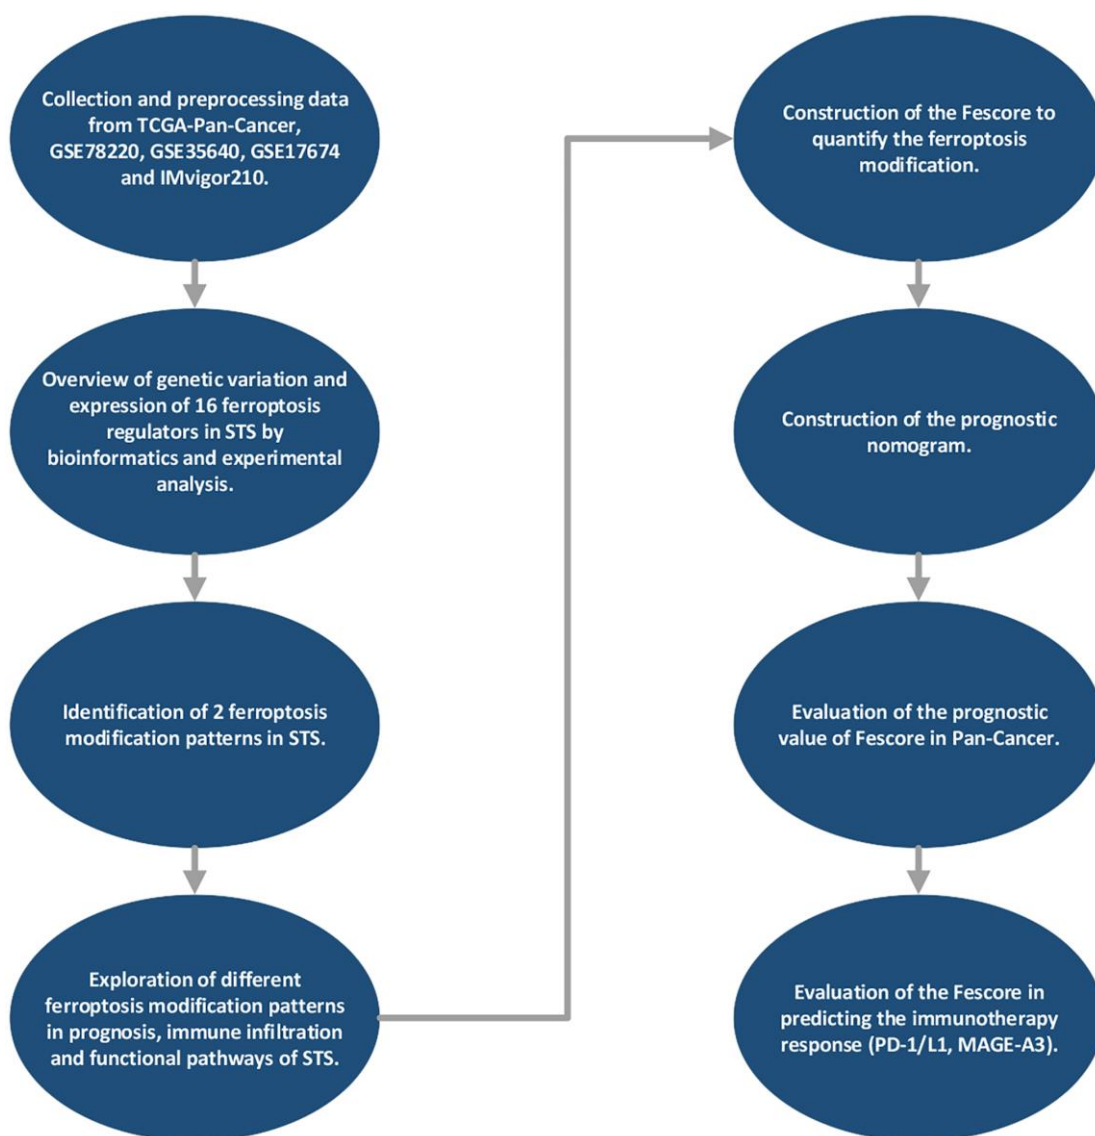 Collection and preprocessing data
from TCGA-Pan-Cancer,
GSE78220, GSE35640, GSE17674
and IMvigor210.
Overview of genetic variation and
expression of 16 ferroptosis
regulators in STS by
bioinformatics and experimental
analysis.
Identification of 2 ferroptosis
modification patterns in STS.
Exploration of different
ferroptosis modification patterns
in prognosis, immune infiltration
and functional pathways of STS.
Construction of the Fescore to
quantify the ferroptosis
modification.
Construction of the prognostic
nomogram.
Evaluation of the prognostic
value of Fescore in Pan-Cancer.
Evaluation of the Fescore in
predicting the immunotherapy
response (PD-1/L1, MAGE-A3).